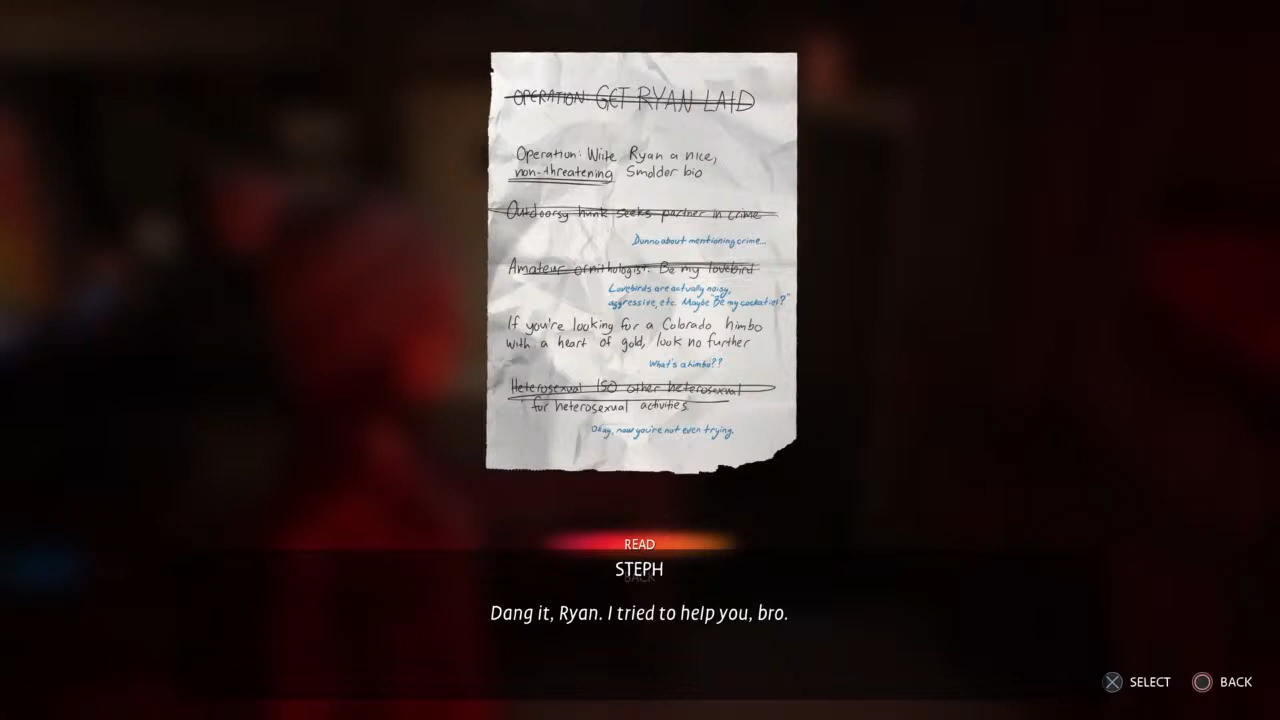 OPERATION: GET RYAN LAID
Operation: Write Ryan a nice,
non-threatening Smolder bio
Outdoorsy hunk seeks partner in crime
Dunno about mentioning crime...
Amateur ornithologist. Be my lovebird
Lovebirds are actually noisy,
aggressive, etc. Maybe "Be my cockatiel?"
If you're looking for a Colorado himbo
with a heart of gold, look no further
What's a himbo??
Heterosexual ISO other heterosexual
for heterosexual activities.
Okay, now you're not even trying.
READ
STEPH
BACK
Dang it, Ryan. I tried to help you, bro.
SELECT BACK